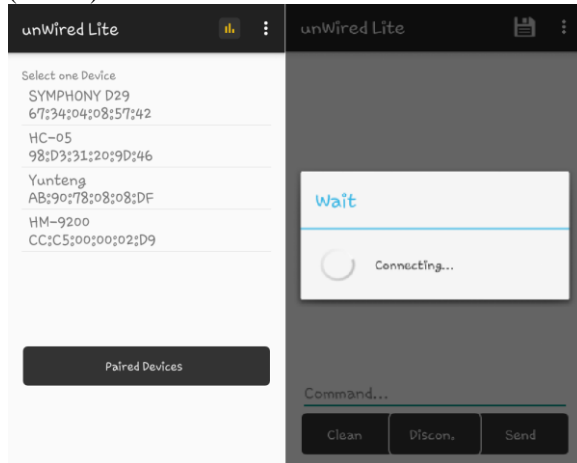 unWired Lite
Select one Device
SYMPHONY D29
67:34:04:08:57:42
HC-05
98:D3:31:20:9D:46
Yunteng
AB:90:78:08:08:DF
HM-9200
CC:C5:00:00:02:D9
Paired Devices
unWired Lite
Wait
Connecting...
Command...
Clean
Discon.
Send